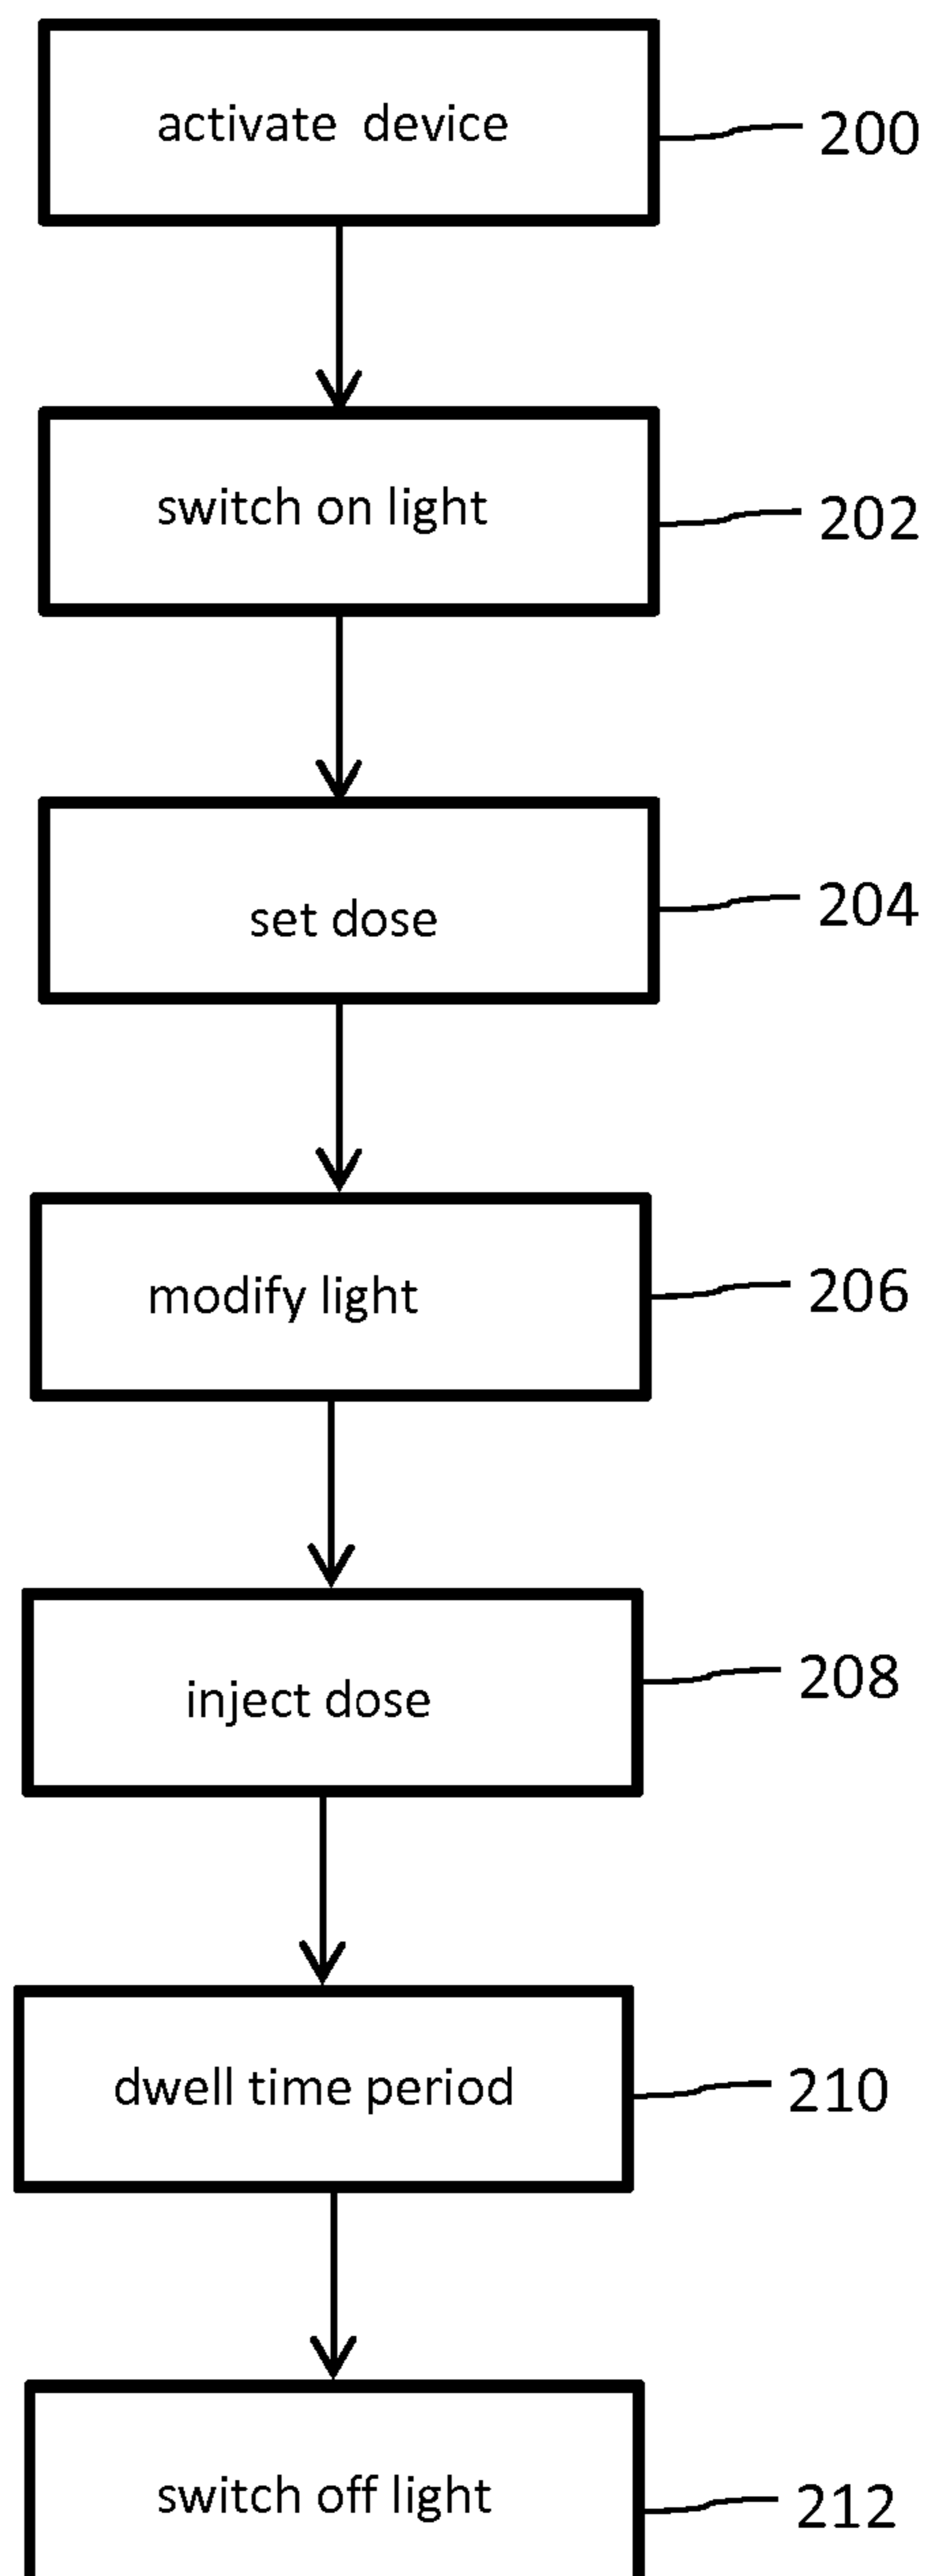 activate device
200
switch on light
202
set dose
204
modify light
206
inject dose
208
dwell time period
210
switch off light
212